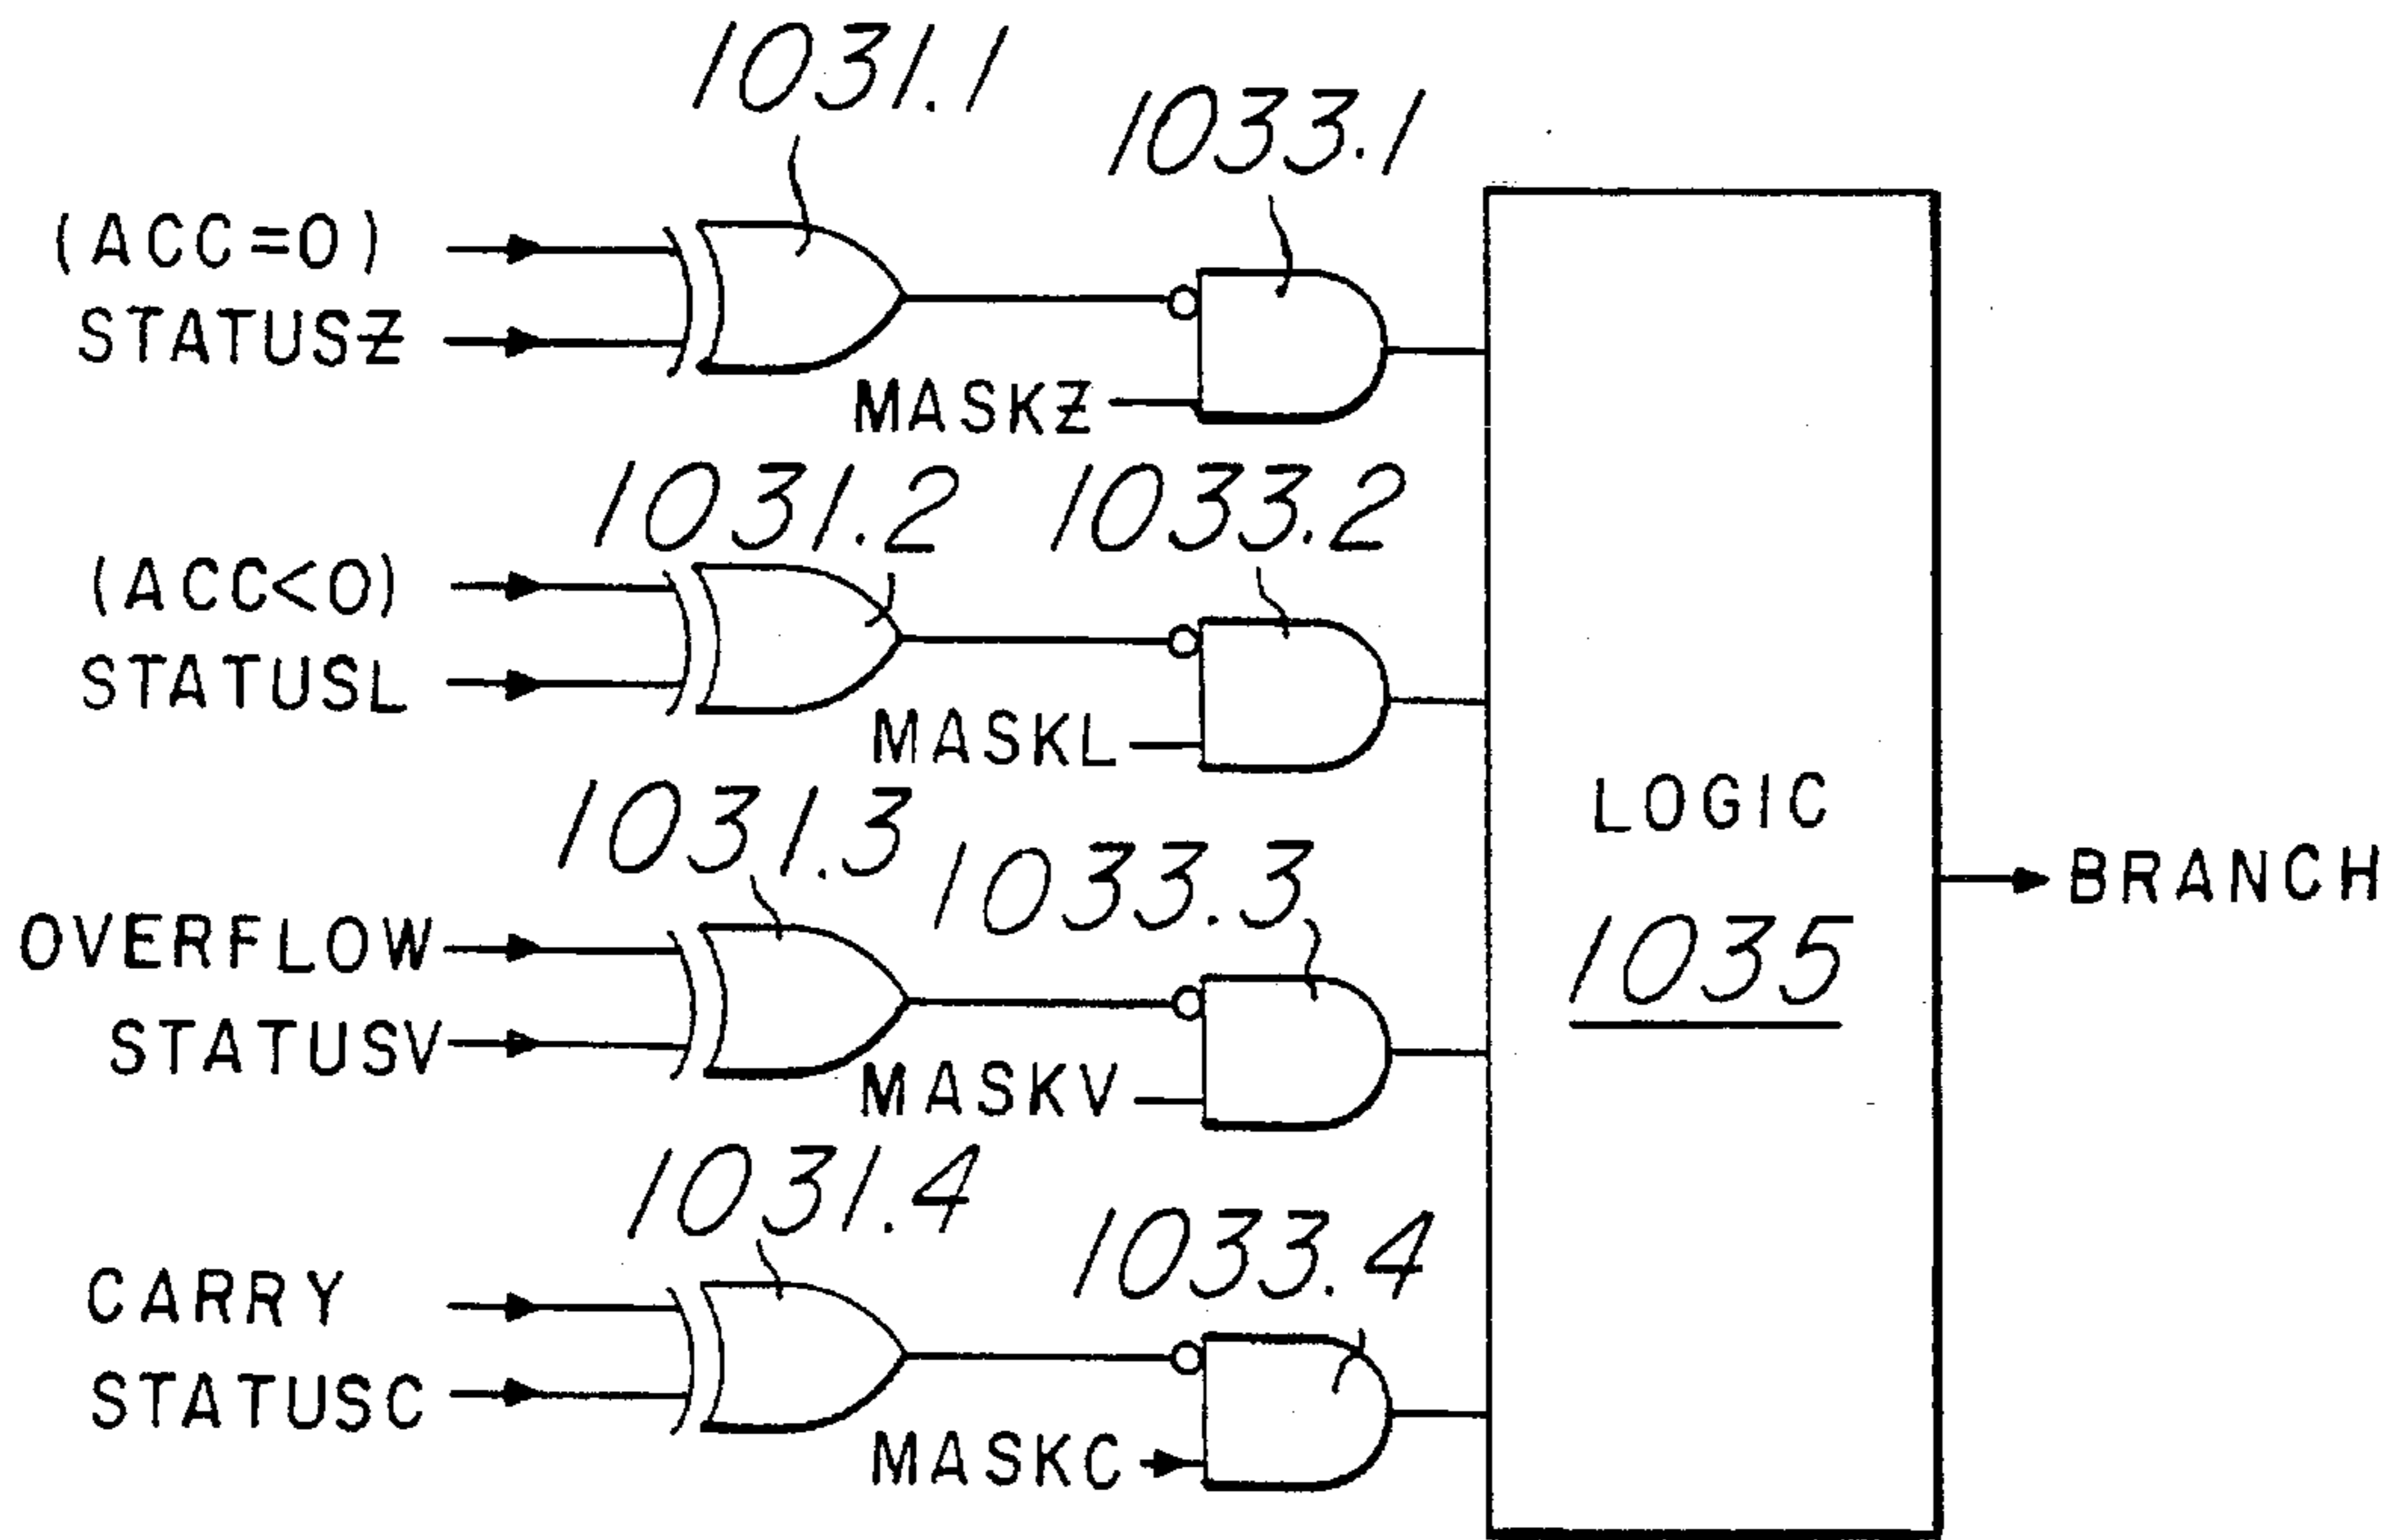 1031.1
1033.1
(ACC=0)
STATUSZ
MASKZ
1031.2
1033.2
(ACC<0)
STATUSL
MASKL
1031.3
1033.3
LOGIC
1035
BRANCH
OVERFLOW
STATUSV
MASKV
1031.4
1033.4
CARRY
STATUSC
MASKC